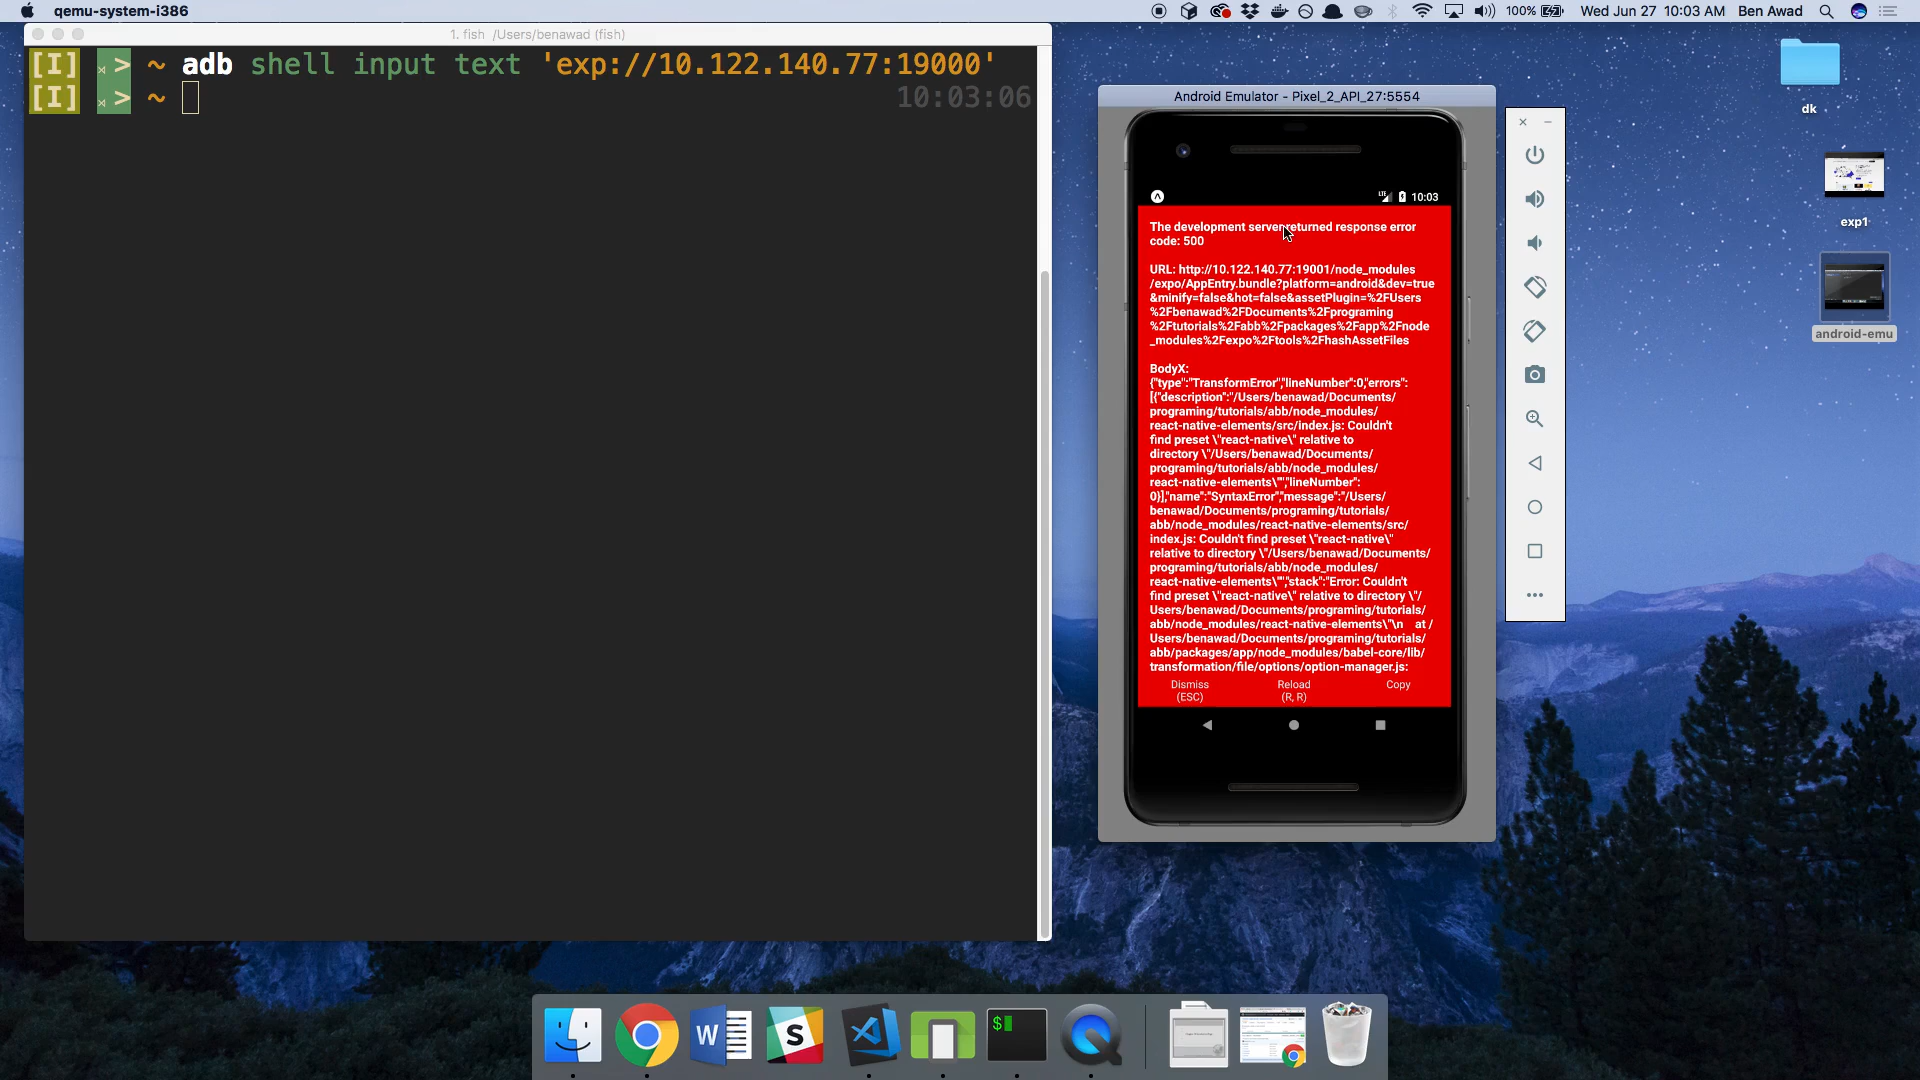 qemu-system-i386
100%
Wed Jun 27 10:03 AM
Ben Awad
1. fish /Users/benawad (fish)
[I] > ~ adb shell input text 'exp://10.122.140.77:19000'
[I] > ~
10:03:06
Android Emulator - Pixel_2_API_27:5554
LTE
10:03
The development server returned response error
code: 500
URL: http://10.122.140.77:19001/node_modules
/expo/AppEntry.bundle?platform=android&dev=true
&minify=false&hot=false&assetPlugin=%2FUsers
%2Fbenawad%2FDocuments%2Fprograming
%2Ftutorials%2Fabb%2Fpackages%2Fapp%2Fnode
_modules%2Fexpo%2Ftools%2FhashAssetFiles
BodyX:
{"type":"TransformError","lineNumber":0,"errors":
[{"description":"/Users/benawad/Documents/
programing/tutorials/abb/node_modules/
react-native-elements/src/index.js: Couldn't
find preset \"react-native\" relative to
directory \"/Users/benawad/Documents/
programing/tutorials/abb/node_modules/
react-native-elements\"","lineNumber":
0}],"name":"SyntaxError","message":"/Users/
benawad/Documents/programing/tutorials/
abb/node_modules/react-native-elements/src/
index.js: Couldn't find preset \"react-native\"
relative to directory \"/Users/benawad/Documents/
programing/tutorials/abb/node_modules/
react-native-elements\"","stack":"Error: Couldn't
find preset \"react-native\" relative to directory \"/
Users/benawad/Documents/programing/tutorials/
abb/node_modules/react-native-elements\"\n    at /
Users/benawad/Documents/programing/tutorials/
abb/packages/app/node_modules/babel-core/lib/
transformation/file/options/option-manager.js:
Dismiss
(ESC)
Reload
(R, R)
Copy
dk
exp1
android-emu
W
S
$